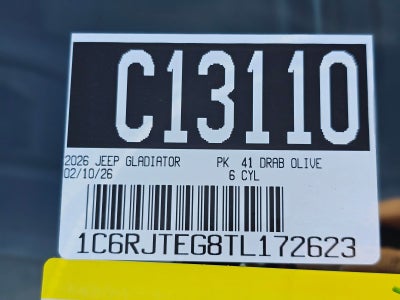 C13110
2026 JEEP GLADIATOR PK 41 DRAB OLIVE
02/10/26 6 CYL
1C6RJTEG8TL172623